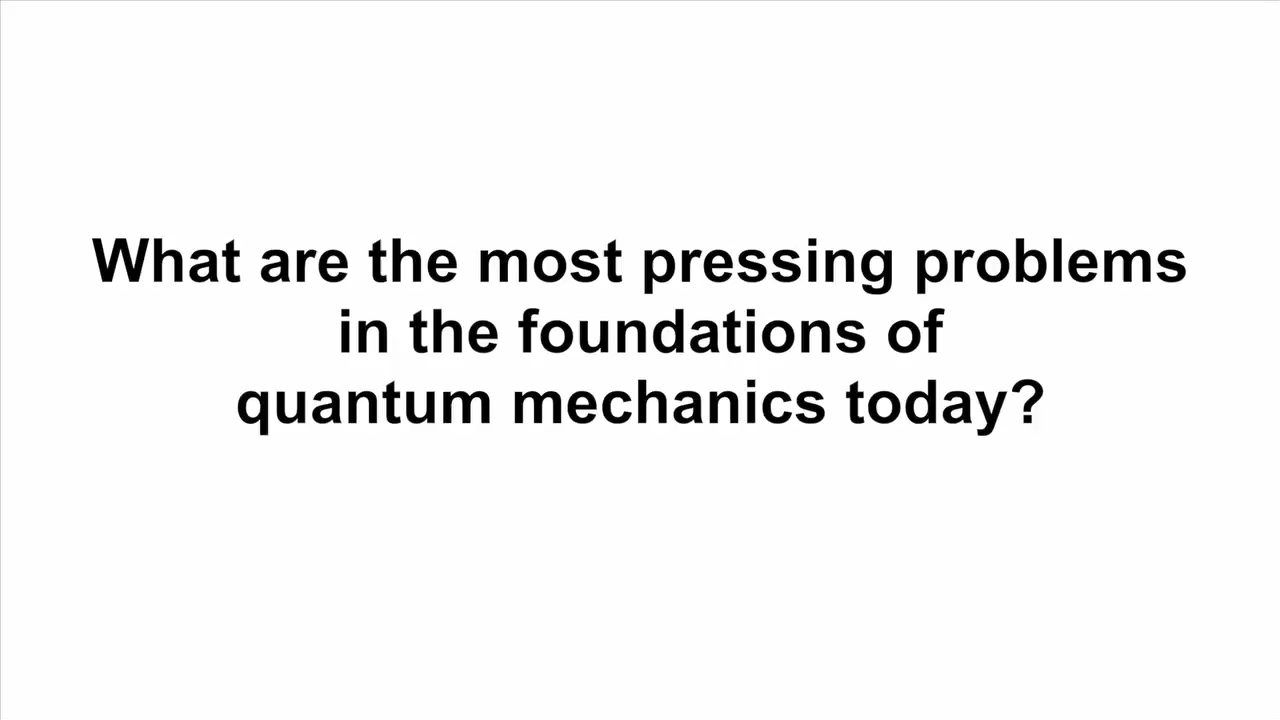 What are the most pressing problems
in the foundations of
quantum mechanics today?